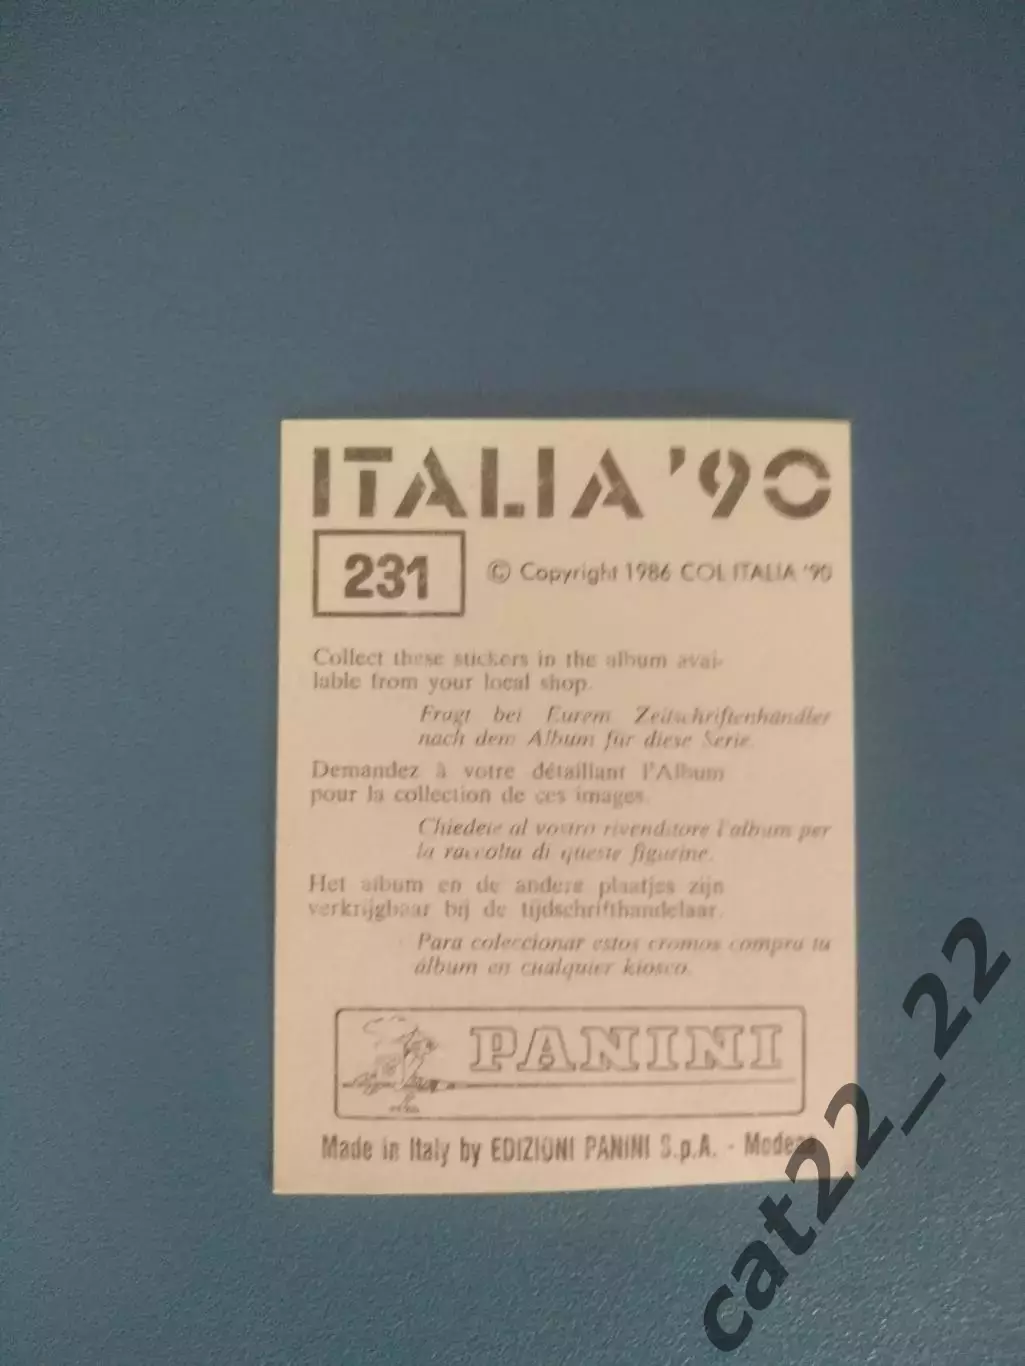 ITALIA '90
231
© Copyright 1986 COL ITALIA '90
Collect these stickers in the album avai-
lable from your local shop.
Fragt bei Eurem Zeitschriftenhändler
nach dem Album für diese Serie.
Demandez à votre détaillant l'Album
pour la collection de ces images.
Chiedete al vostro rivenditore l'album per
la raccolta di queste figurine.
Het album en de andere plaatjes zijn
verkrijgbaar bij de tijdschrifthandelaar.
Para coleccionar estos cromos compra tu
álbum en cualquier kiosco.
PANINI
Made in Italy by EDIZIONI PANINI S.p.A. - Modena
cat22_22